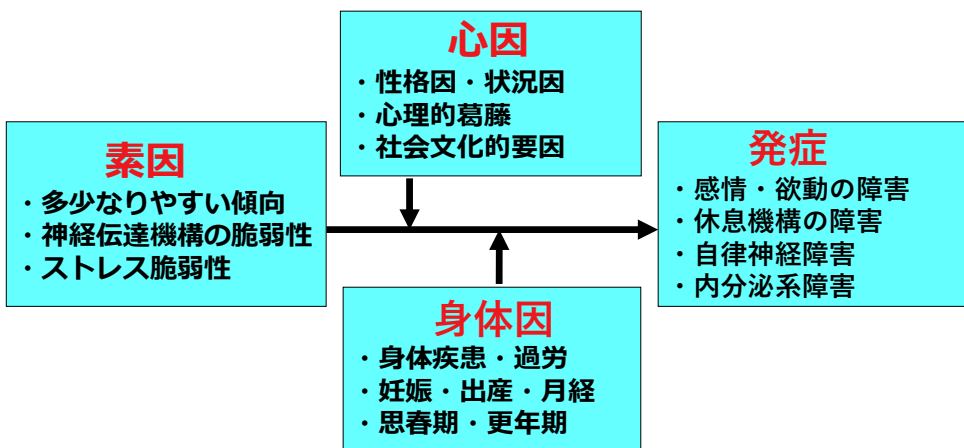 心因
・性格因・状況因
・心理的葛藤
・社会文化的要因
素因
・多少なりやすい傾向
・神経伝達機構の脆弱性
・ストレス脆弱性
発症
・感情・欲動の障害
・休息機構の障害
・自律神経障害
・内分泌系障害
身体因
・身体疾患・過労
・妊娠・出産・月経
・思春期・更年期